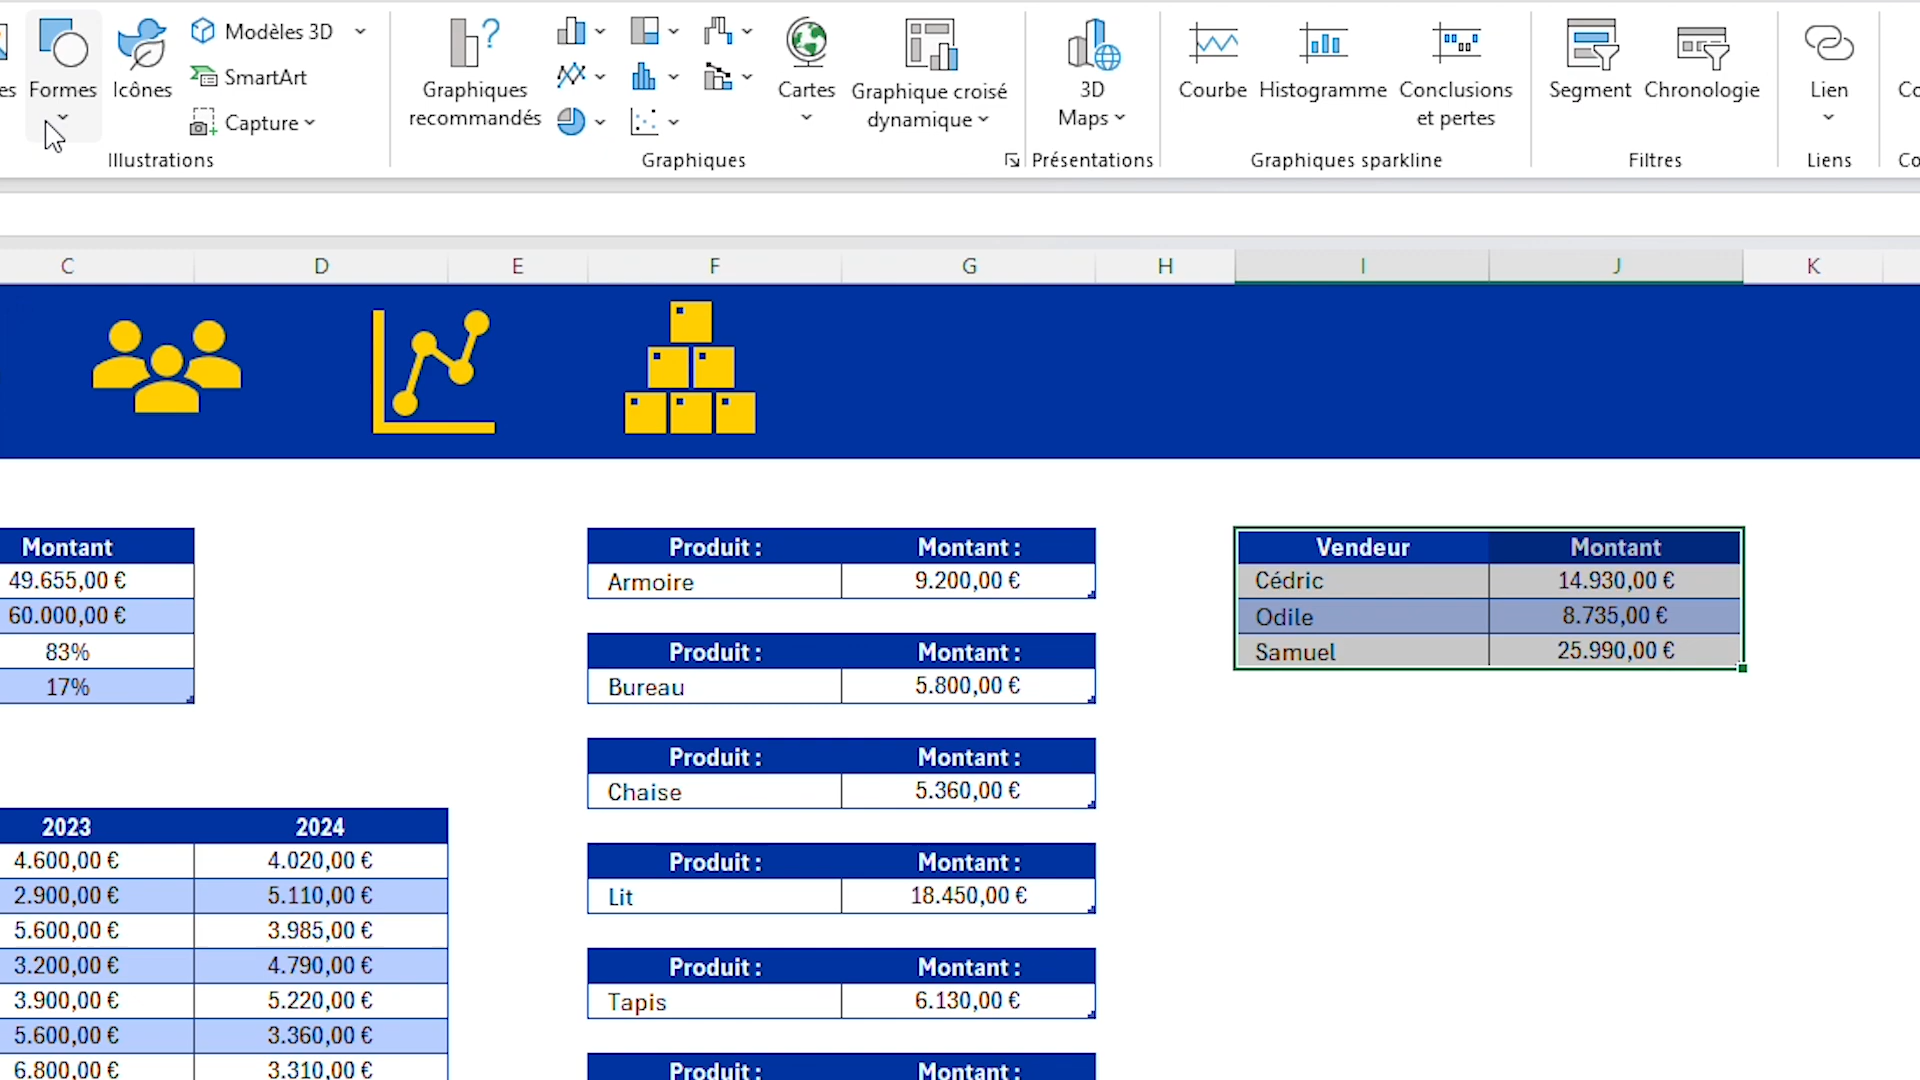 es
Formes
Icônes
Modèles 3D
SmartArt
Capture
Illustrations
Graphiques
recommandés
Cartes
Graphique croisé
dynamique
Graphiques
3D
Maps
Présentations
Courbe
Histogramme
Conclusions
et pertes
Graphiques sparkline
Segment
Chronologie
Filtres
Lien
Liens
Co
Co
C D E F G H I J K
Montant
49.655,00 €
60.000,00 €
83%
17%
2023 2024
4.600,00 € 4.020,00 €
2.900,00 € 5.110,00 €
5.600,00 € 3.985,00 €
3.200,00 € 4.790,00 €
3.900,00 € 5.220,00 €
5.600,00 € 3.360,00 €
6.800,00 € 3.310,00 €
Produit : Montant :
Armoire 9.200,00 €
Produit : Montant :
Bureau 5.800,00 €
Produit : Montant :
Chaise 5.360,00 €
Produit : Montant :
Lit 18.450,00 €
Produit : Montant :
Tapis 6.130,00 €
Produit : Montant :
Vendeur Montant
Cédric 14.930,00 €
Odile 8.735,00 €
Samuel 25.990,00 €